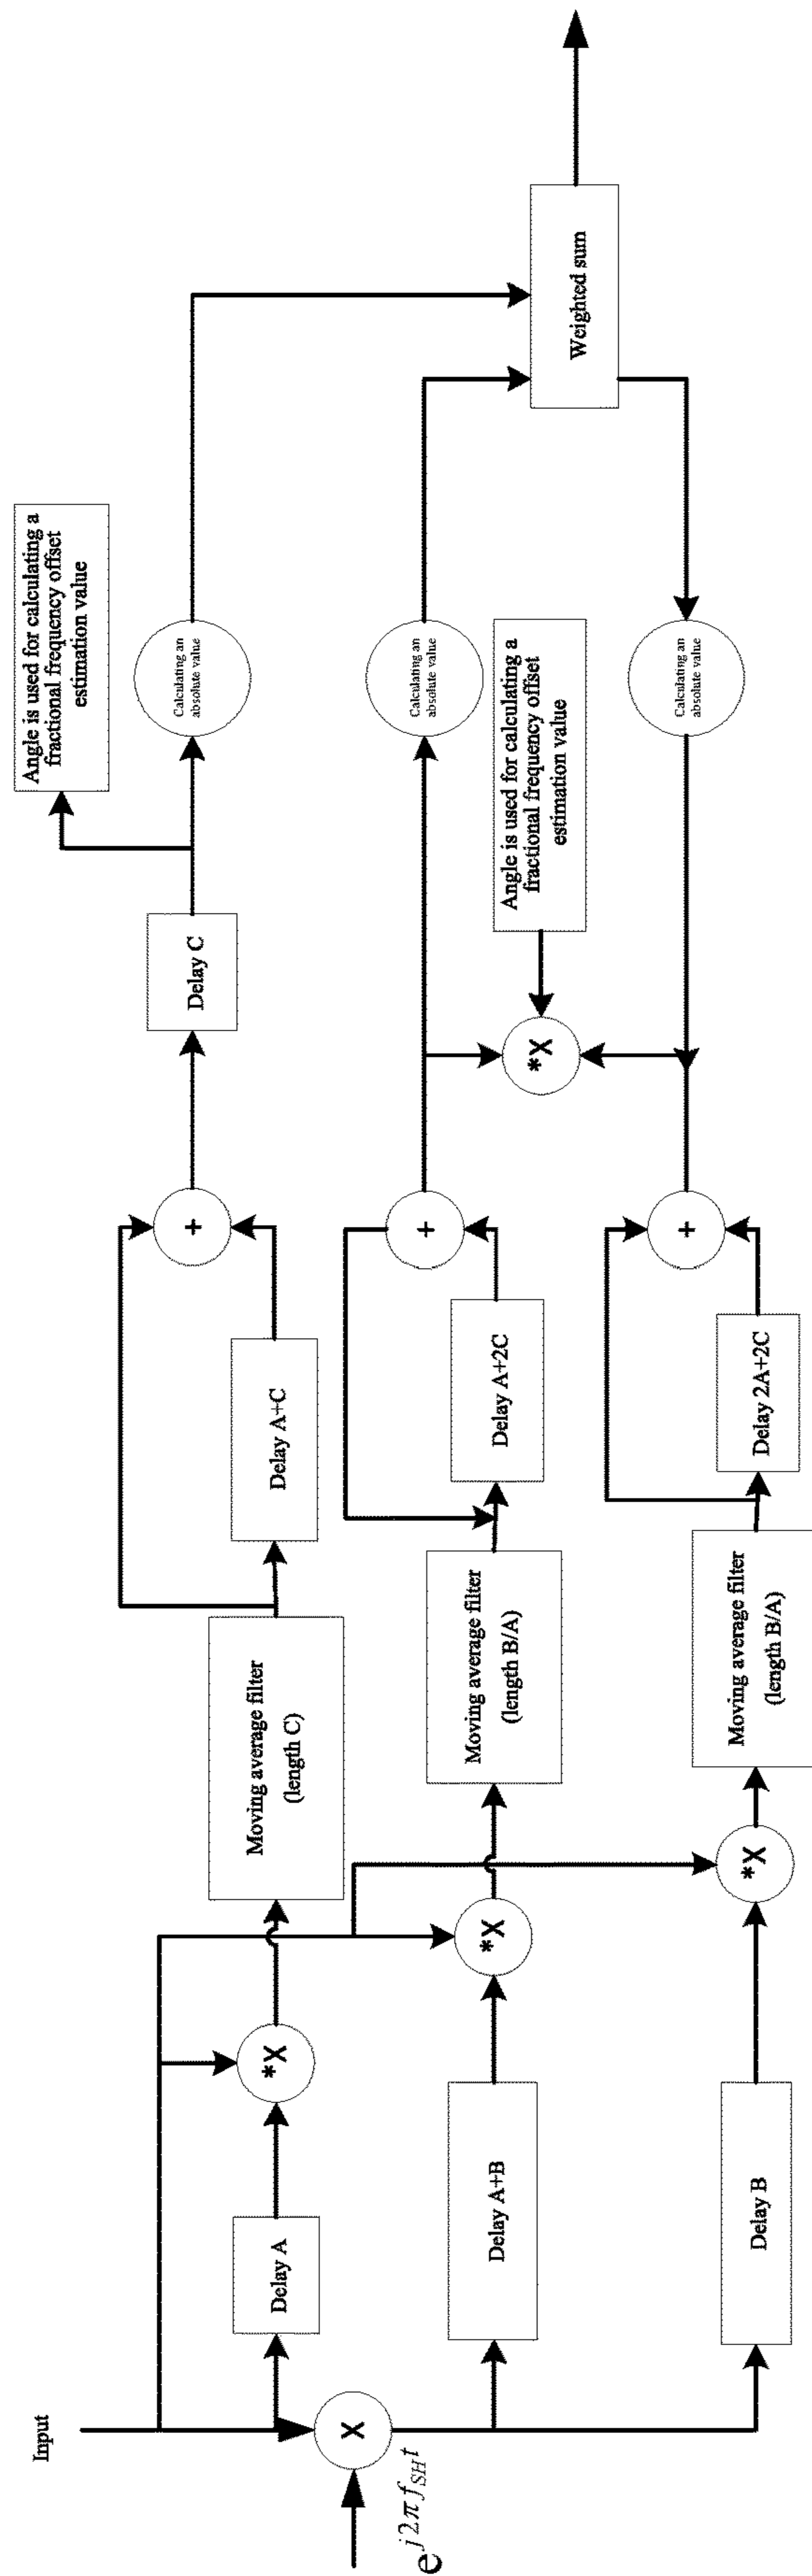 Input
X
e^{j2πf_{SH}t}
Delay A
*X
Moving average filter
(length C)
Delay A+C
+
Delay C
Angle is used for calculating a
fractional frequency offset
estimation value
Calculating an
absolute value
Delay A+B
*X
Moving average filter
(length B/A)
Delay A+2C
+
Calculating an
absolute value
*X
Angle is used for calculating a
fractional frequency offset
estimation value
Delay B
*X
Moving average filter
(length B/A)
Delay 2A+2C
+
Calculating an
absolute value
Weighted sum